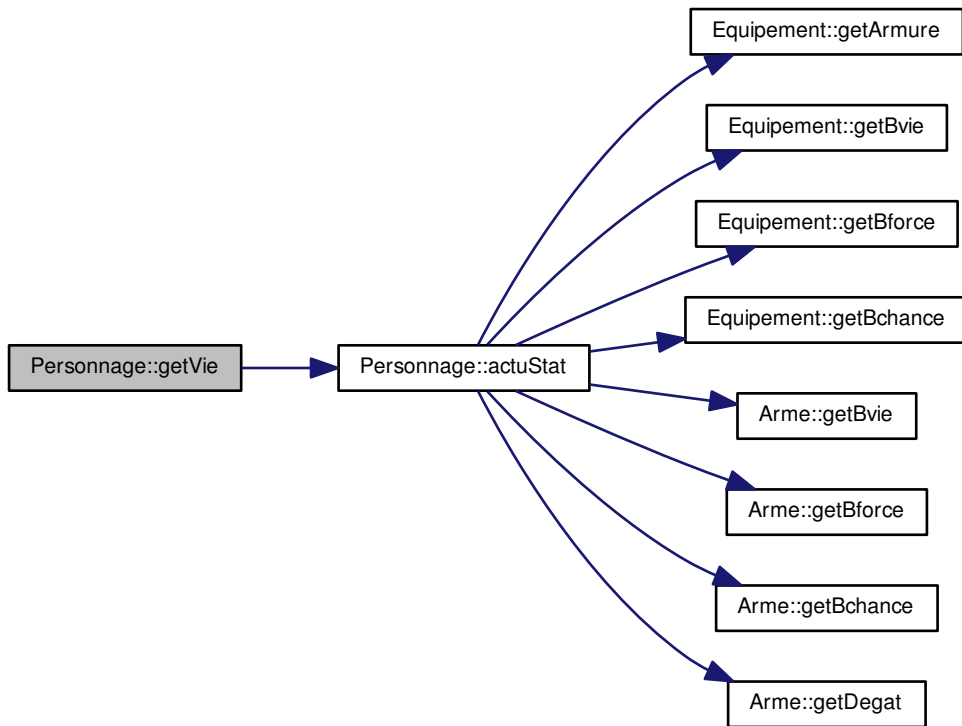 Equipement::getArmure
Equipement::getBvie
Equipement::getBforce
Equipement::getBchance
Personnage::getVie
Personnage::actuStat
Arme::getBvie
Arme::getBforce
Arme::getBchance
Arme::getDegat